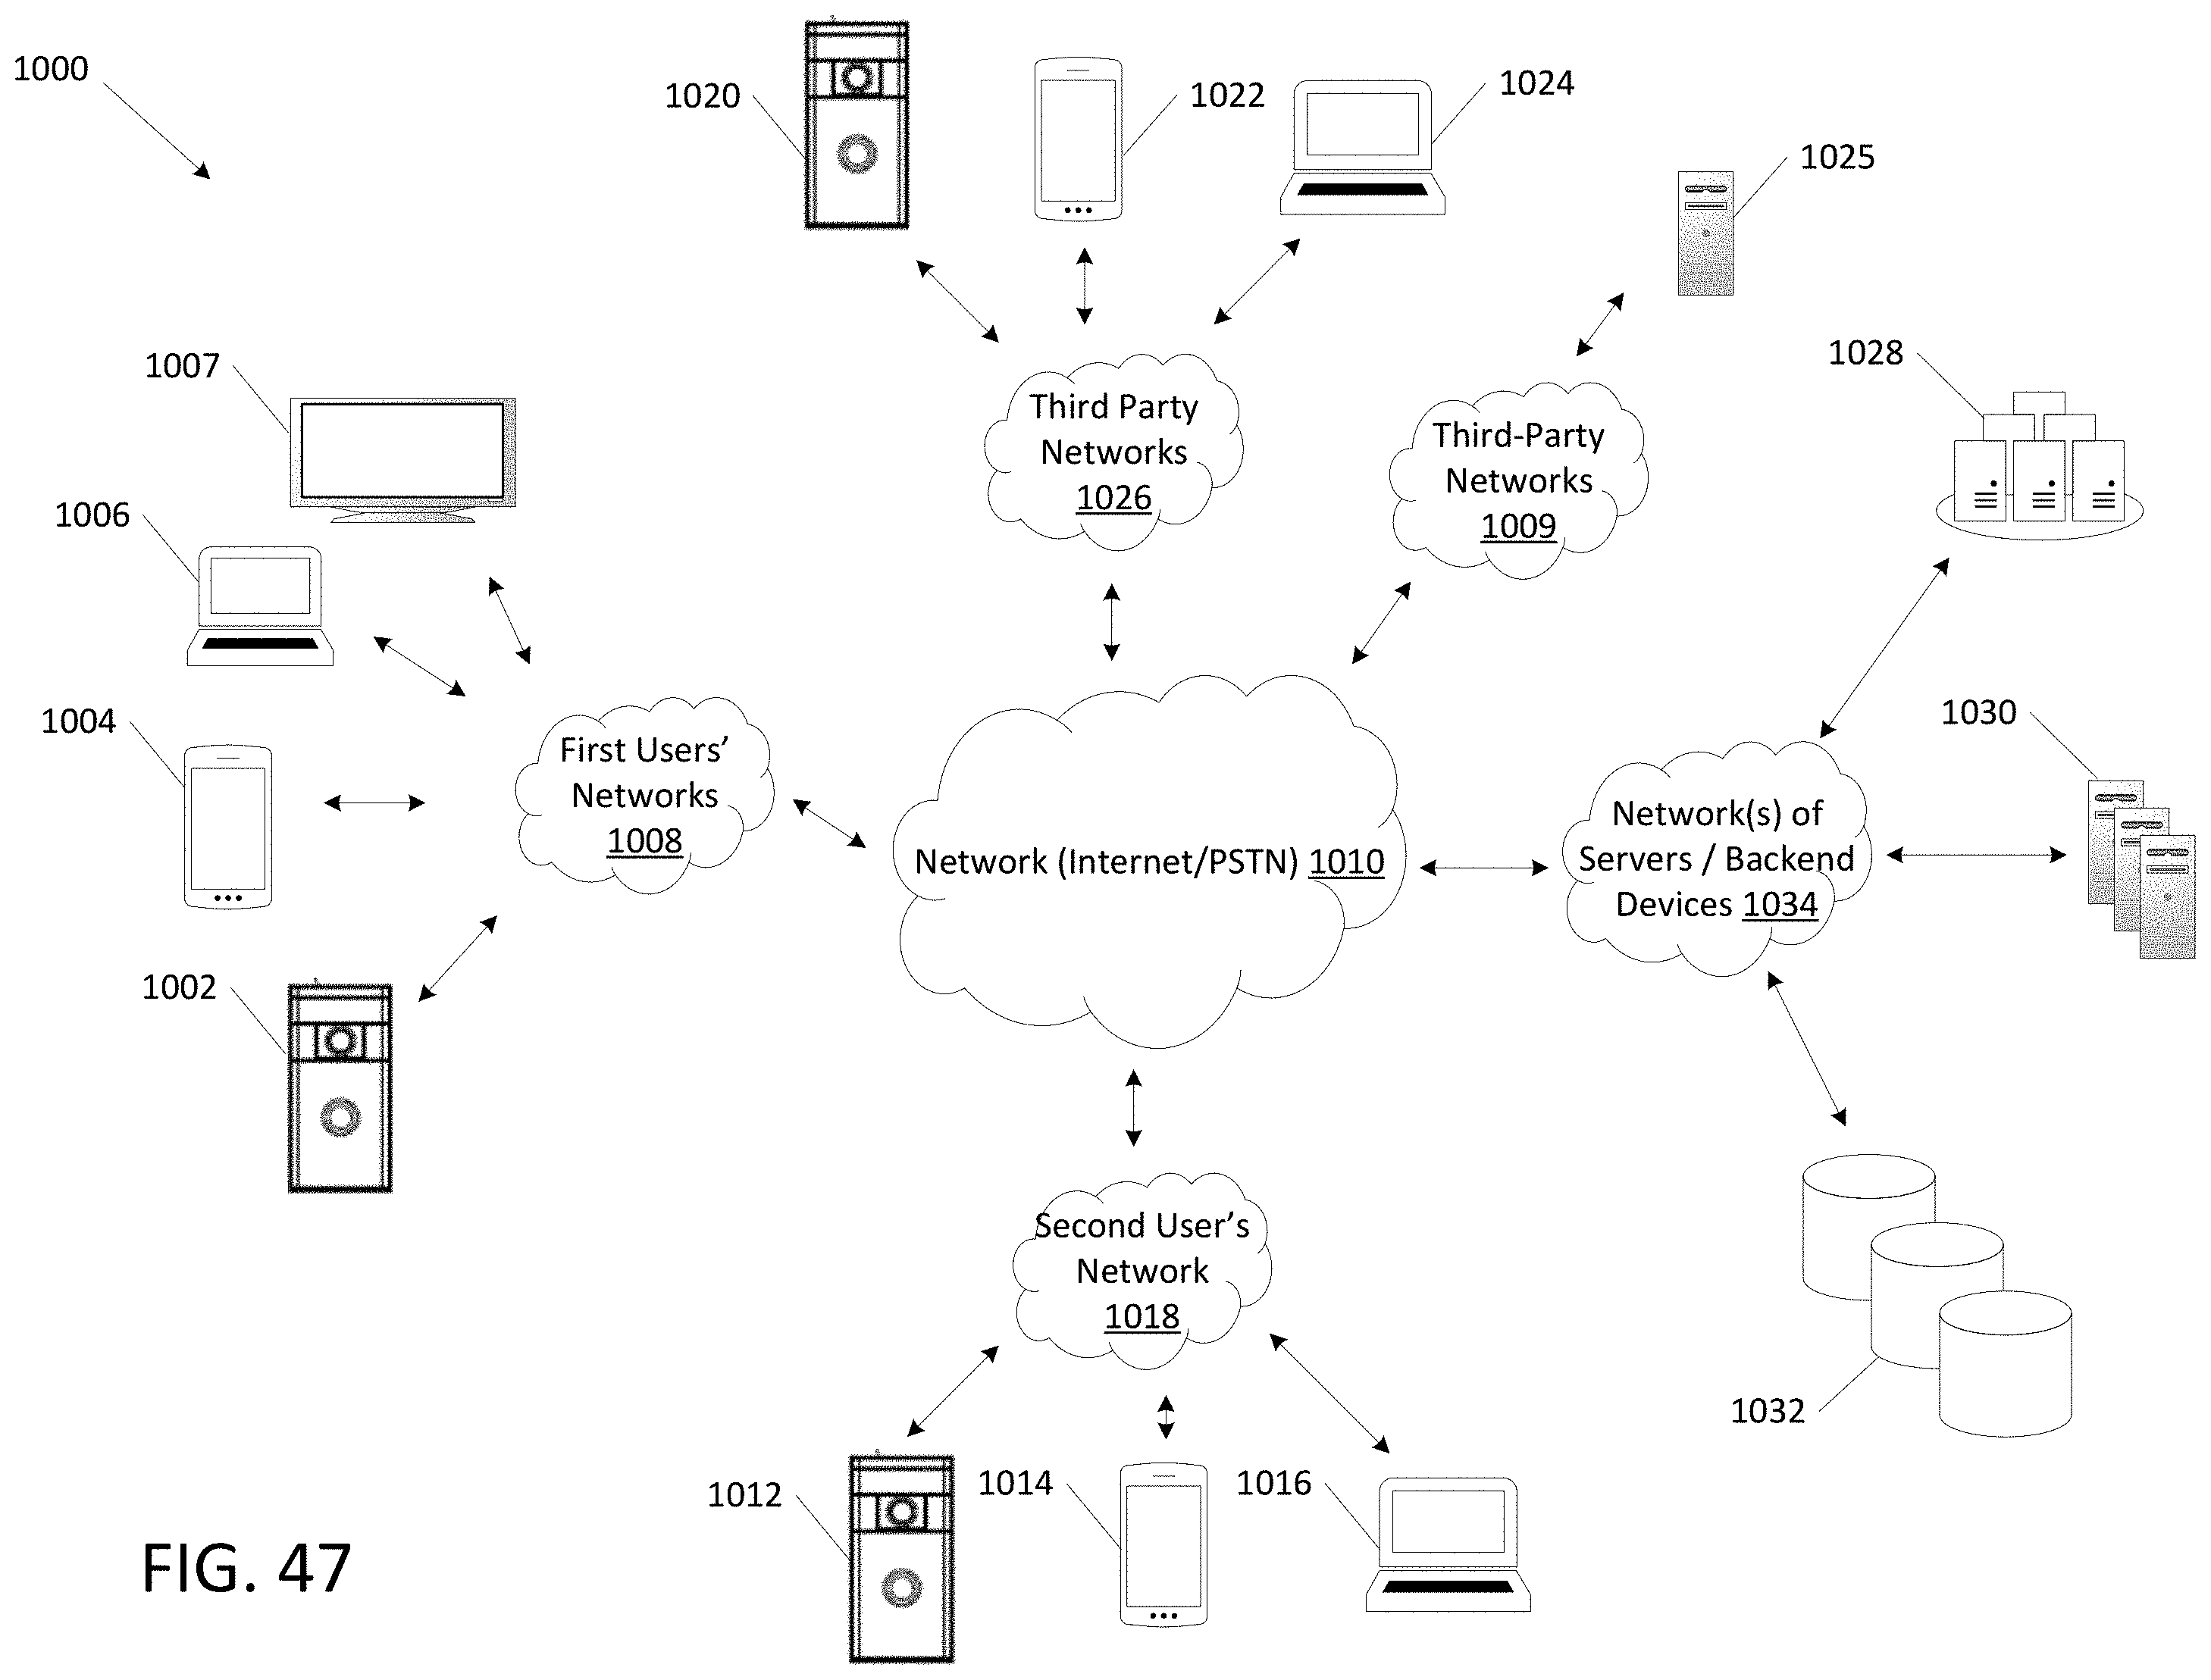 1000
1020
1022
1024
1025
1007
1028
Third Party
Networks
1026
Third-Party
Networks
1009
1006
1004
First Users’
Networks
1008
1030
Network(s) of
Servers / Backend
Devices 1034
Network (Internet/PSTN) 1010
1002
Second User’s
Network
1018
1032
1012
1014
1016
FIG. 47